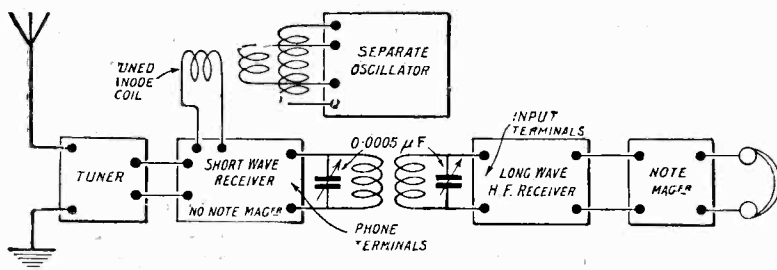 SEPARATE
OSCILLATOR
TUNED
ANODE
COIL
0.0005 µF
INPUT
TERMINALS
TUNER
SHORT WAVE
RECEIVER
NO NOTE MAGER
PHONE
TERMINALS
LONG WAVE
H.F. RECEIVER
NOTE
MAGER